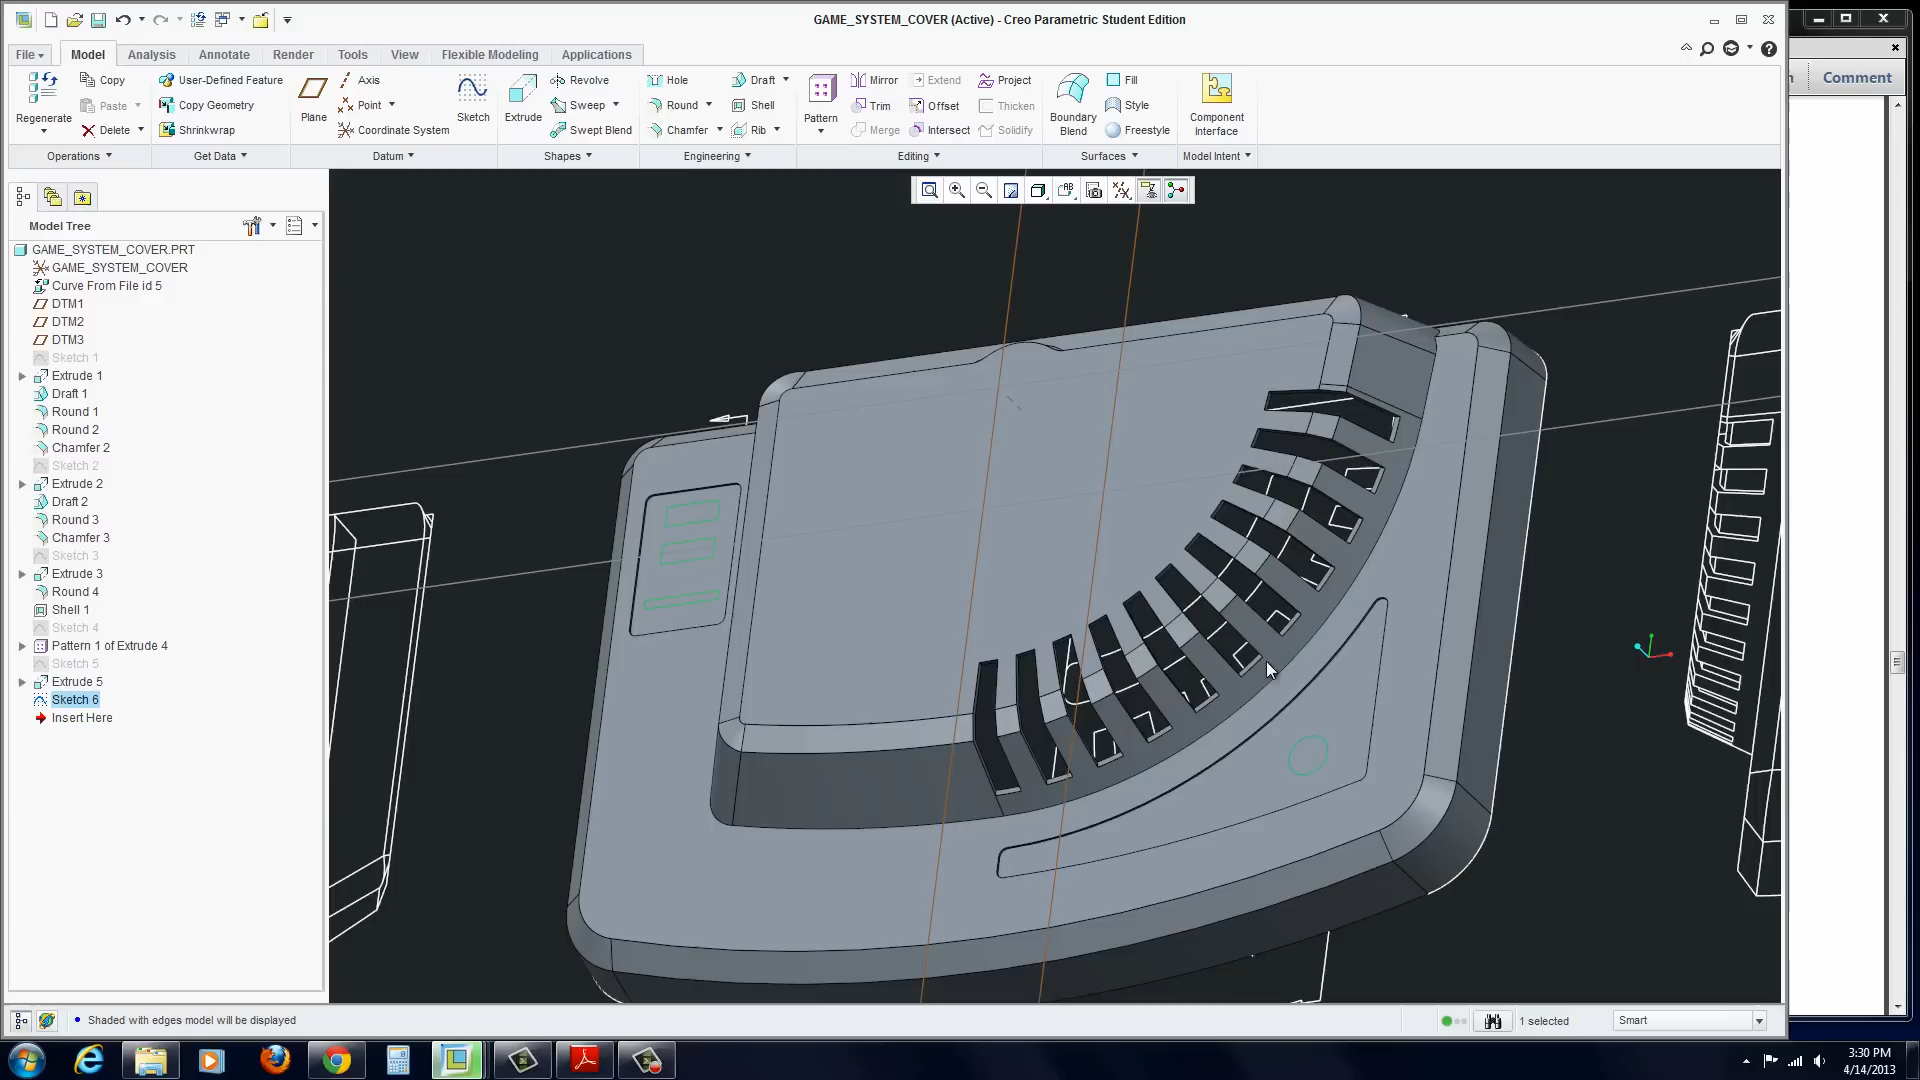 GAME_SYSTEM_COVER (Active) - Creo Parametric Student Edition
File Model Analysis Annotate Render Tools View Flexible Modeling Applications
Regenerate
Copy
Paste
Delete
User-Defined Feature
Copy Geometry
Shrinkwrap
Plane
Axis
Point
Coordinate System
Sketch
Extrude
Revolve
Sweep
Swept Blend
Hole
Round
Chamfer
Draft
Shell
Rib
Pattern
Mirror
Trim
Merge
Extend
Offset
Intersect
Project
Thicken
Solidify
Boundary
Blend
Fill
Style
Freestyle
Component
Interface
Operations Get Data Datum Shapes Engineering Editing Surfaces Model Intent
Comment
Model Tree
GAME_SYSTEM_COVER.PRT
GAME_SYSTEM_COVER
Curve From File id 5
DTM1
DTM2
DTM3
Sketch 1
Extrude 1
Draft 1
Round 1
Round 2
Chamfer 2
Sketch 2
Extrude 2
Draft 2
Round 3
Chamfer 3
Sketch 3
Extrude 3
Round 4
Shell 1
Sketch 4
Pattern 1 of Extrude 4
Sketch 5
Extrude 5
Sketch 6
Insert Here
Shaded with edges model will be displayed
1 selected
Smart
3:30 PM
4/14/2013